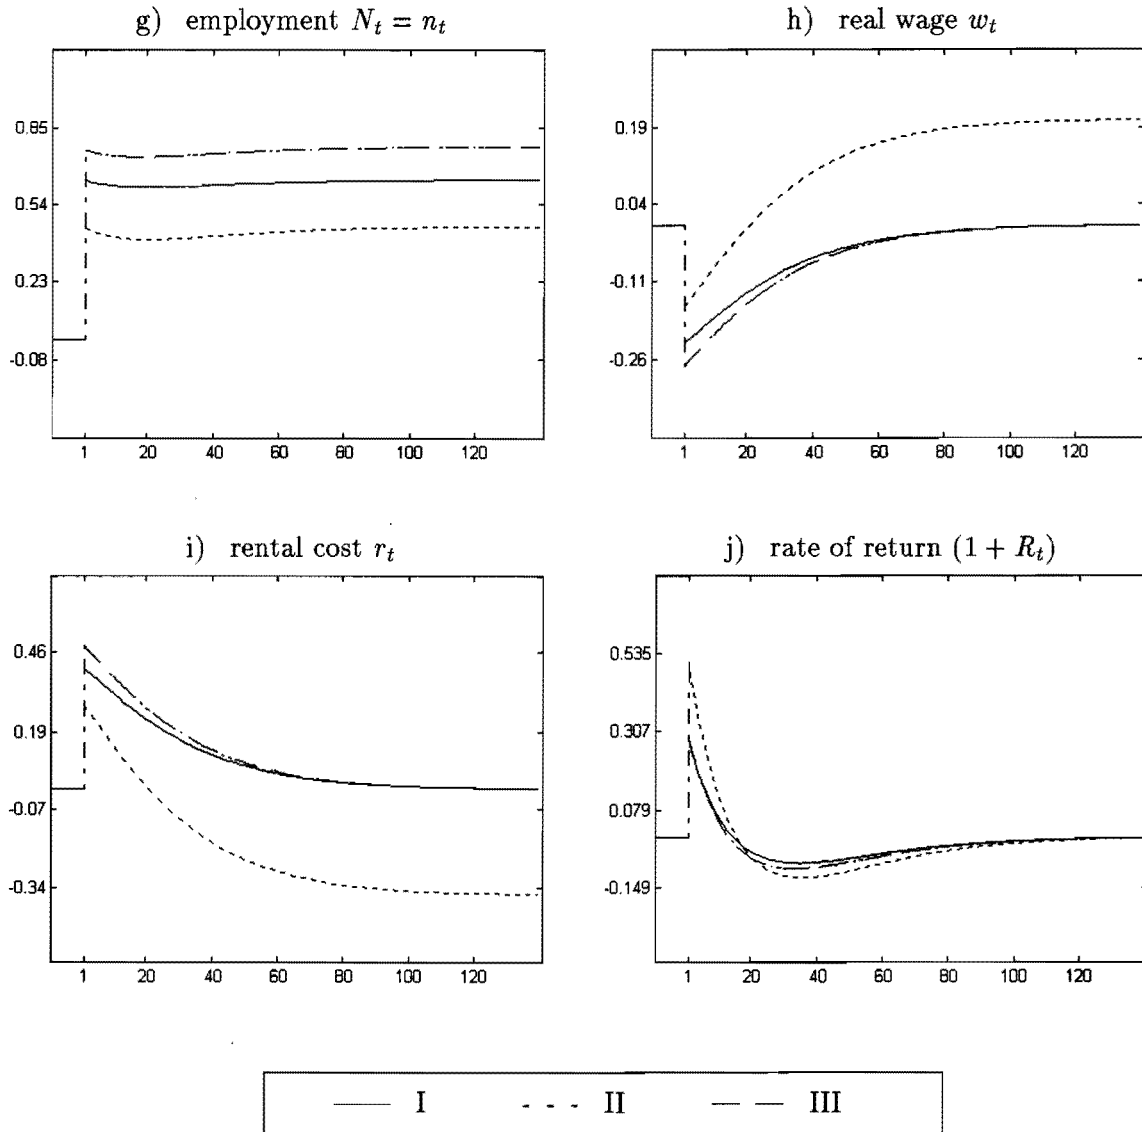 g) employment N_t = n_t
h) real wage w_t
0.85
0.54
0.23
-0.08
1 20 40 60 80 100 120
0.19
0.04
-0.11
-0.26
1 20 40 60 80 100 120
i) rental cost r_t
j) rate of return (1 + R_t)
0.46
0.19
-0.07
-0.34
1 20 40 60 80 100 120
0.535
0.307
0.079
-0.149
1 20 40 60 80 100 120
I II III